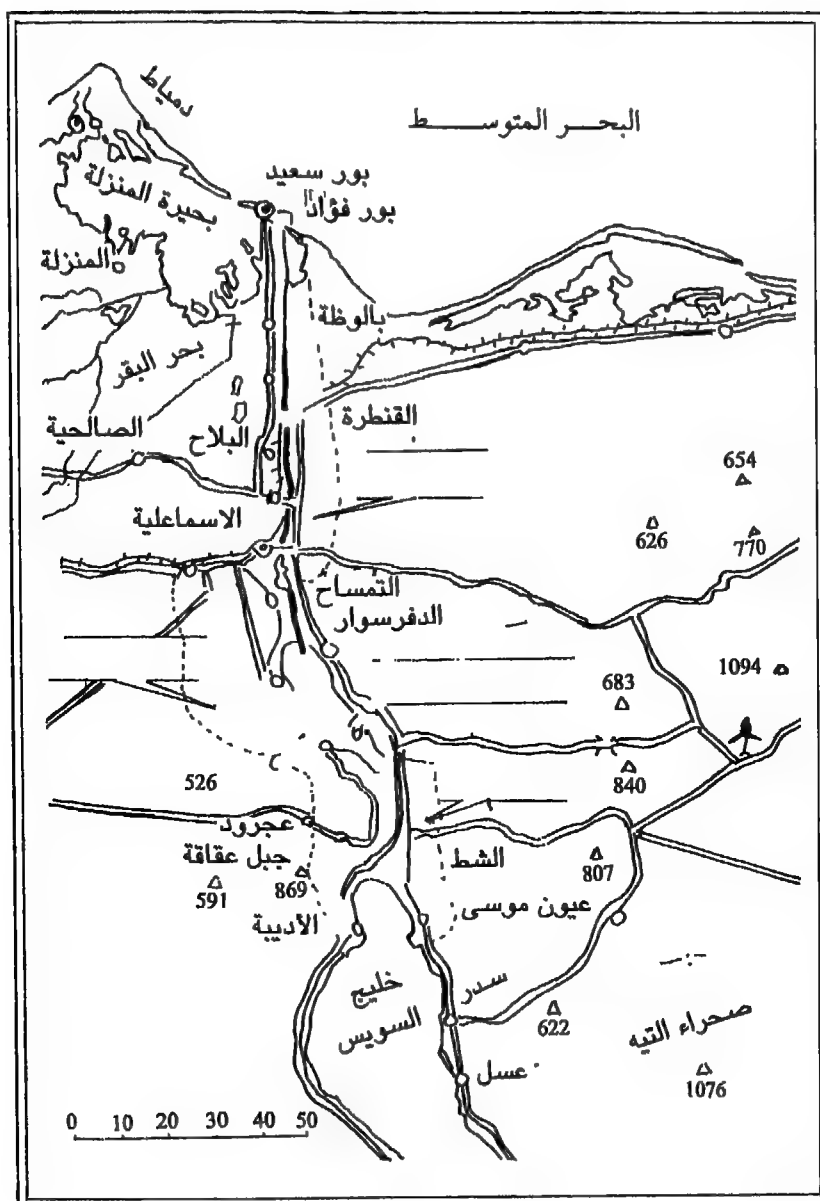 دمياط
البحر المتوسط
بور سعيد
بور فؤاد
بحيرة المنزلة
المنزلة
بالوظة
بحر البقر
القنطرة
الصالحية
البلاح
654
626
770
الاسماعلية
التمساح
الدفرسوار
683
1094
526
840
عجرود
جبل عقاقة
الشط
807
591
869
عيون موسى
الأديبة
خليج
السويس
سدر
622
صحراء التيه
عسل
1076
0 10 20 30 40 50